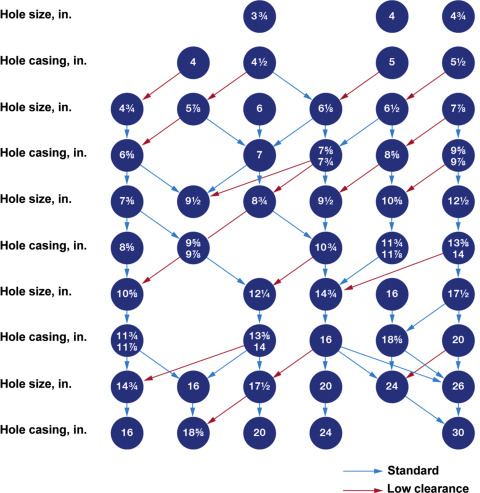 Hole size, in. 3¾ 4 4¾
Hole casing, in. 4 4½ 5 5½
Hole size, in. 4¾ 5⅞ 6 6⅛ 6½ 7⅞
Hole casing, in. 6⅝ 7 7⅝ 7¾ 8⅝ 9⅝ 9⅞
Hole size, in. 7⅜ 9½ 8¾ 9½ 10⅝ 12½
Hole casing, in. 8⅝ 9⅝ 9⅞ 10¾ 11¾ 11⅞ 13⅜ 14
Hole size, in. 10⅝ 12¼ 14¾ 16 17½
Hole casing, in. 11¾ 11⅞ 13⅜ 14 16 18⅝ 20
Hole size, in. 14¾ 16 17½ 20 24 26
Hole casing, in. 16 18⅝ 20 24 30
Standard
Low clearance